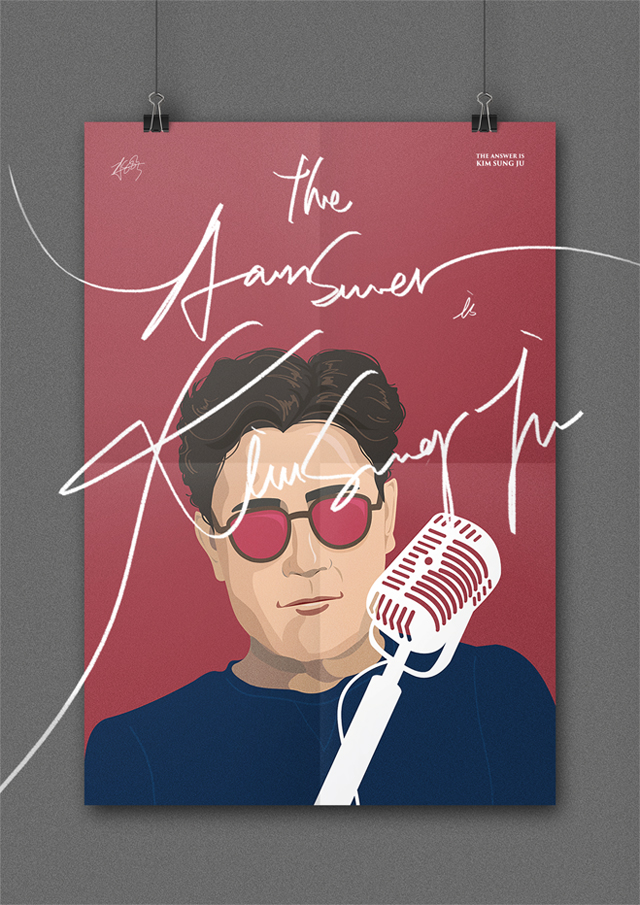 THE ANSWER IS
KIM SUNG JU
the
Answer
is
Kim Sung Ju